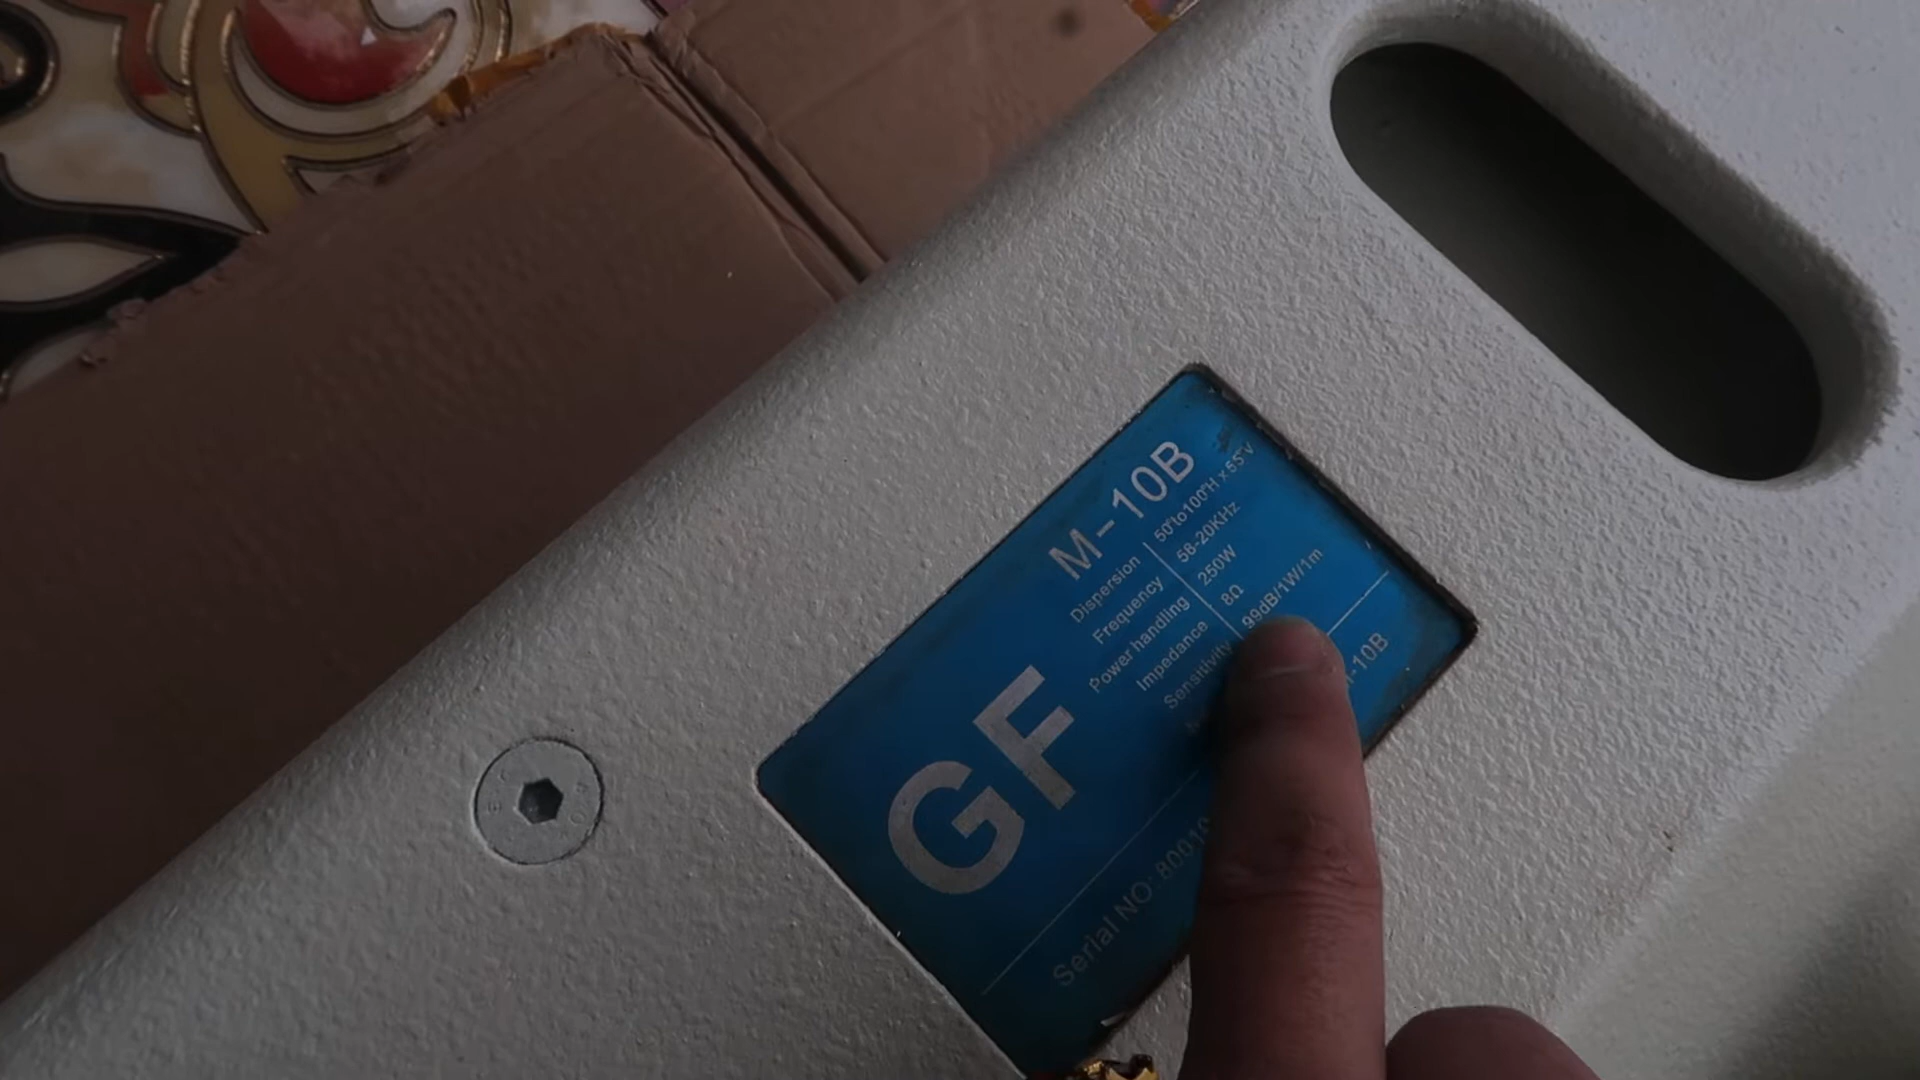 M-10B
Dispersion 50°to100°H x 55°V
Frequency 58-20KHz
Power handling 250W
Impedance 8Ω
Sensitivity 99dB/1W/1m
-10B
GF
Serial NO: 80010